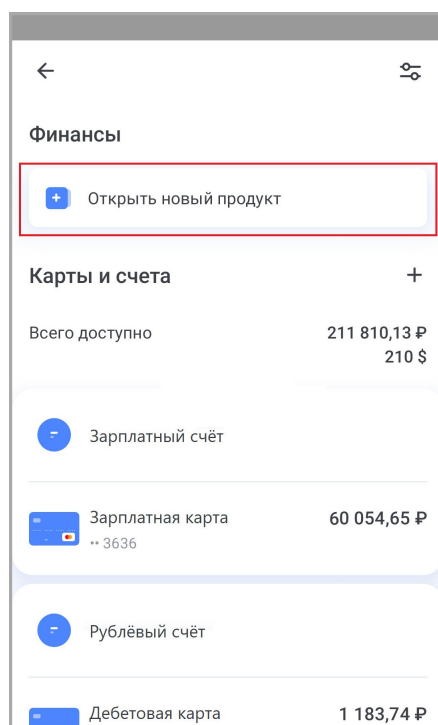 Финансы
Открыть новый продукт
Карты и счета
Всего доступно 211 810,13 ₽
210 $
Зарплатный счёт
Зарплатная карта 60 054,65 ₽
•• 3636
Рублёвый счёт
Дебетовая карта 1 183,74 ₽